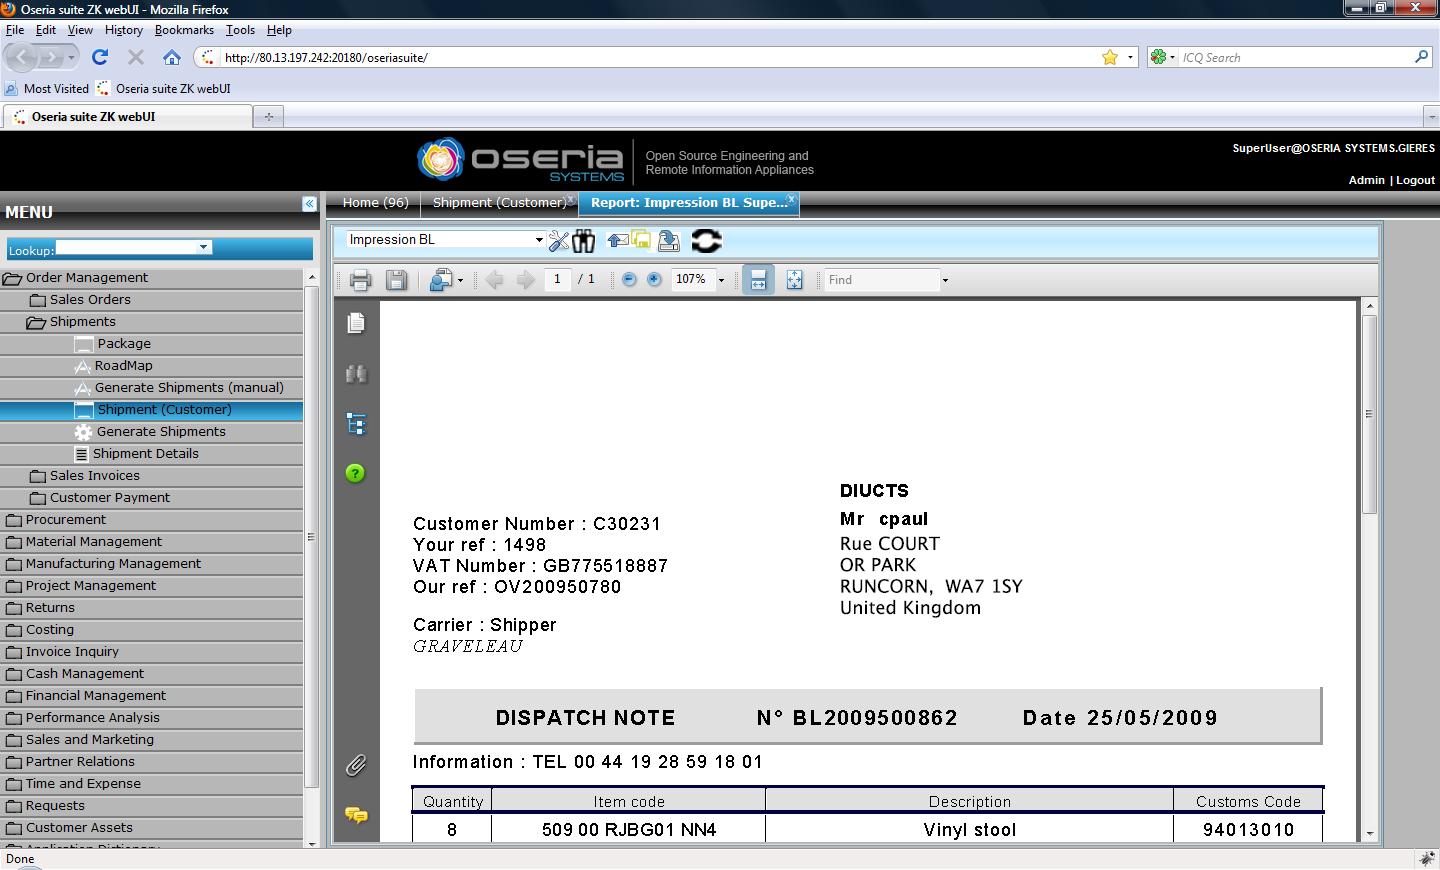 Oseria suite ZK webUI - Mozilla Firefox
File Edit View History Bookmarks Tools Help
http://80.13.197.242:20180/oseriasuite/
ICQ Search
Most Visited Oseria suite ZK webUI
Oseria suite ZK webUI
oseria SYSTEMS
Open Source Engineering and
Remote Information Appliances
SuperUser@OSERIA SYSTEMS.GIERES
Admin | Logout
MENU
Home (96) Shipment (Customer) Report: Impression BL Supe...
Lookup:
Impression BL
1 / 1 107% Find
Order Management
Sales Orders
Shipments
Package
RoadMap
Generate Shipments (manual)
Shipment (Customer)
Generate Shipments
Shipment Details
Sales Invoices
Customer Payment
Procurement
Material Management
Manufacturing Management
Project Management
Returns
Costing
Invoice Inquiry
Cash Management
Financial Management
Performance Analysis
Sales and Marketing
Partner Relations
Time and Expense
Requests
Customer Assets
Application Dictionary
DIUCTS
Mr cpaul
Rue COURT
OR PARK
RUNCORN, WA7 1SY
United Kingdom
Customer Number : C30231
Your ref : 1498
VAT Number : GB775518887
Our ref : OV200950780
Carrier : Shipper
GRAVELEAU
DISPATCH NOTE N° BL2009500862 Date 25/05/2009
Information : TEL 00 44 19 28 59 18 01
Quantity Item code Description Customs Code
8 509 00 RJBG01 NN4 Vinyl stool 94013010
Done